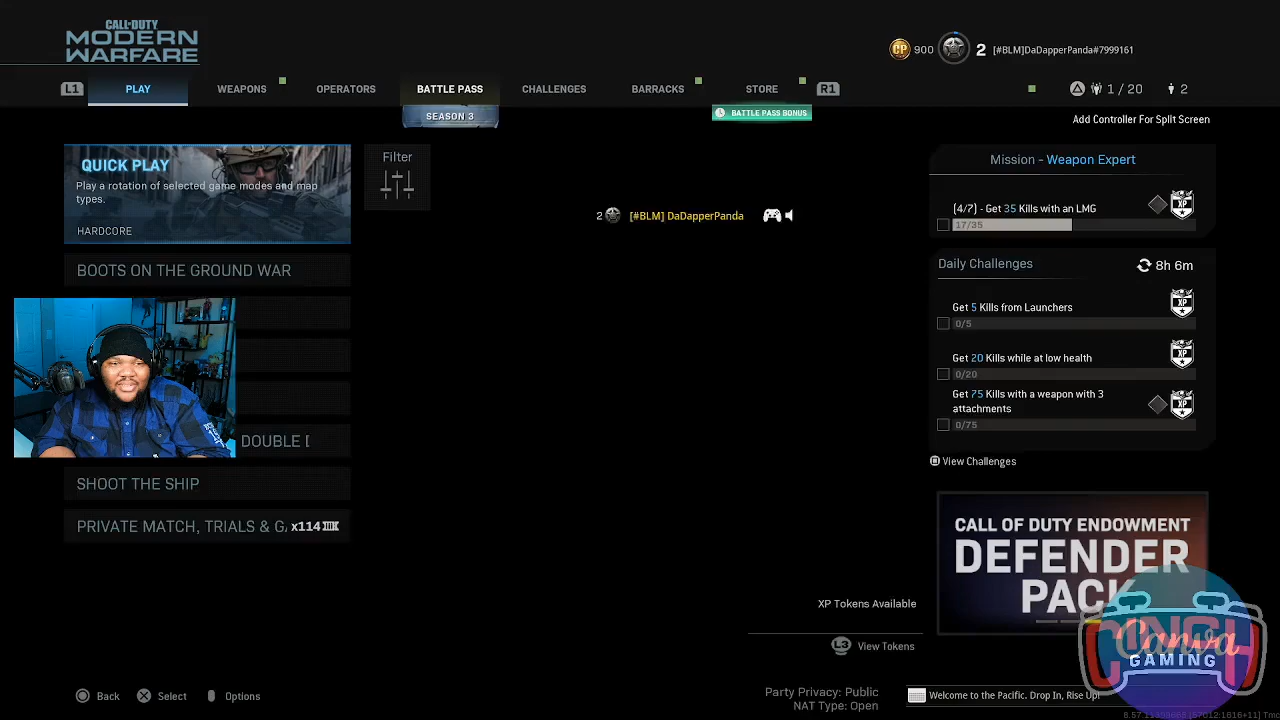 CALL OF DUTY
MODERN
WARFARE
CP 900 2 [#BLM]DaDapperPanda#7999161
L1 PLAY WEAPONS OPERATORS BATTLE PASS CHALLENGES BARRACKS STORE R1 1 / 20 2
SEASON 3
BATTLE PASS BONUS
Add Controller For Split Screen
QUICK PLAY
Play a rotation of selected game modes and map
types.
HARDCORE
Filter
2 [#BLM] DaDapperPanda
BOOTS ON THE GROUND WAR
DOUBLE
SHOOT THE SHIP
PRIVATE MATCH, TRIALS & x114
Mission - Weapon Expert
(4/7) - Get 35 Kills with an LMG
XP
17/35
Daily Challenges 8h 6m
Get 5 Kills from Launchers
XP
0/5
Get 20 Kills while at low health
XP
0/20
Get 75 Kills with a weapon with 3
attachments
XP
0/75
View Challenges
CALL OF DUTY ENDOWMENT
DEFENDER
PACK
Canva
GAMING
XP Tokens Available
L3 View Tokens
Back Select Options
Party Privacy: Public
NAT Type: Open
Welcome to the Pacific. Drop In, Rise Up!